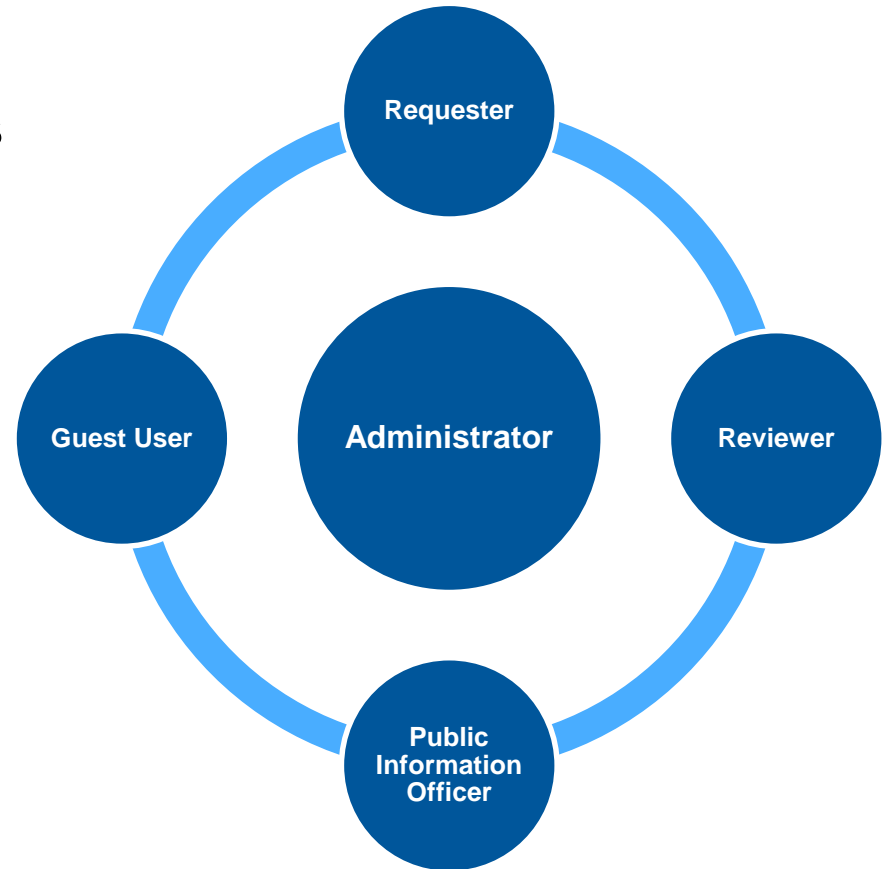 Requester
Guest User
Administrator
Reviewer
Public
Information
Officer